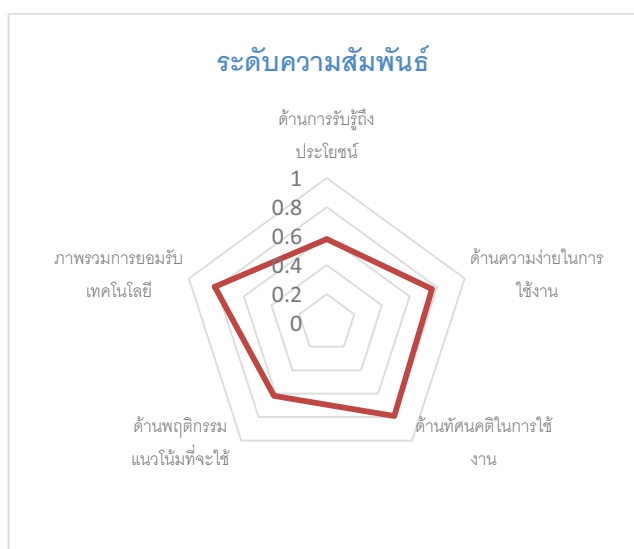 ระดับความสัมพันธ์
ด้านการรับรู้ถึง
ประโยชน์
1
0.8
0.6
0.4
0.2
0
ภาพรวมการยอมรับ
เทคโนโลยี
ด้านความง่ายในการ
ใช้งาน
ด้านพฤติกรรม
แนวโน้มที่จะใช้
ด้านทัศนคติในการใช้
งาน